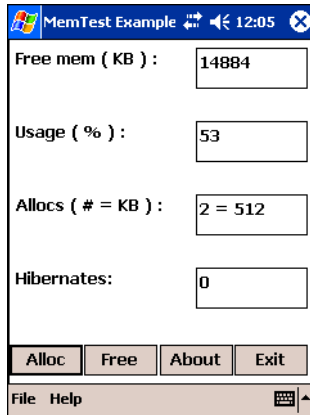 MemTest Example 12:05
Free mem ( KB ) : 14884
Usage ( % ) : 53
Allocs ( # = KB ) : 2 = 512
Hibernates: 0
Alloc Free About Exit
File Help